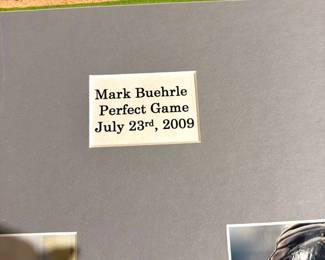 Mark Buehrle
Perfect Game
July 23rd, 2009